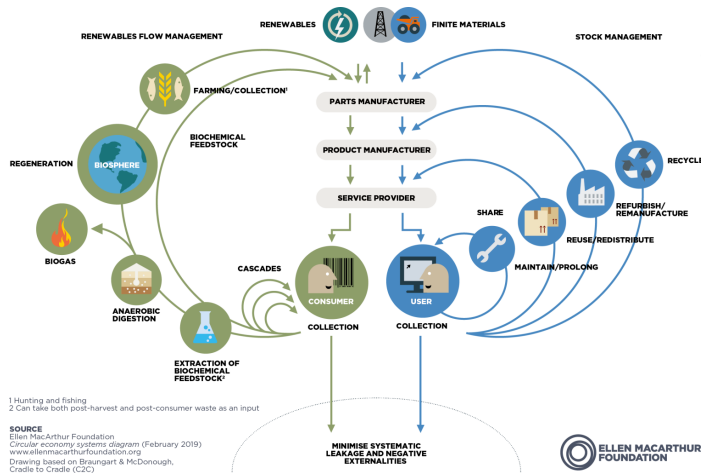 RENEWABLES
FINITE MATERIALS
RENEWABLES FLOW MANAGEMENT
STOCK MANAGEMENT
FARMING/COLLECTION¹
PARTS MANUFACTURER
BIOCHEMICAL
FEEDSTOCK
PRODUCT MANUFACTURER
REGENERATION
BIOSPHERE
RECYCLE
SERVICE PROVIDER
REFURBISH/
REMANUFACTURE
SHARE
REUSE/REDISTRIBUTE
BIOGAS
CASCADES
MAINTAIN/PROLONG
CONSUMER
USER
ANAEROBIC
DIGESTION
COLLECTION
COLLECTION
EXTRACTION OF
BIOCHEMICAL
FEEDSTOCK²
1 Hunting and fishing
2 Can take both post-harvest and post-consumer waste as an input
SOURCE
Ellen MacArthur Foundation
Circular economy systems diagram (February 2019)
www.ellenmacarthurfoundation.org
Drawing based on Braungart & McDonough,
Cradle to Cradle (C2C)
MINIMISE SYSTEMATIC
LEAKAGE AND NEGATIVE
EXTERNALITIES
ELLEN MACARTHUR
FOUNDATION